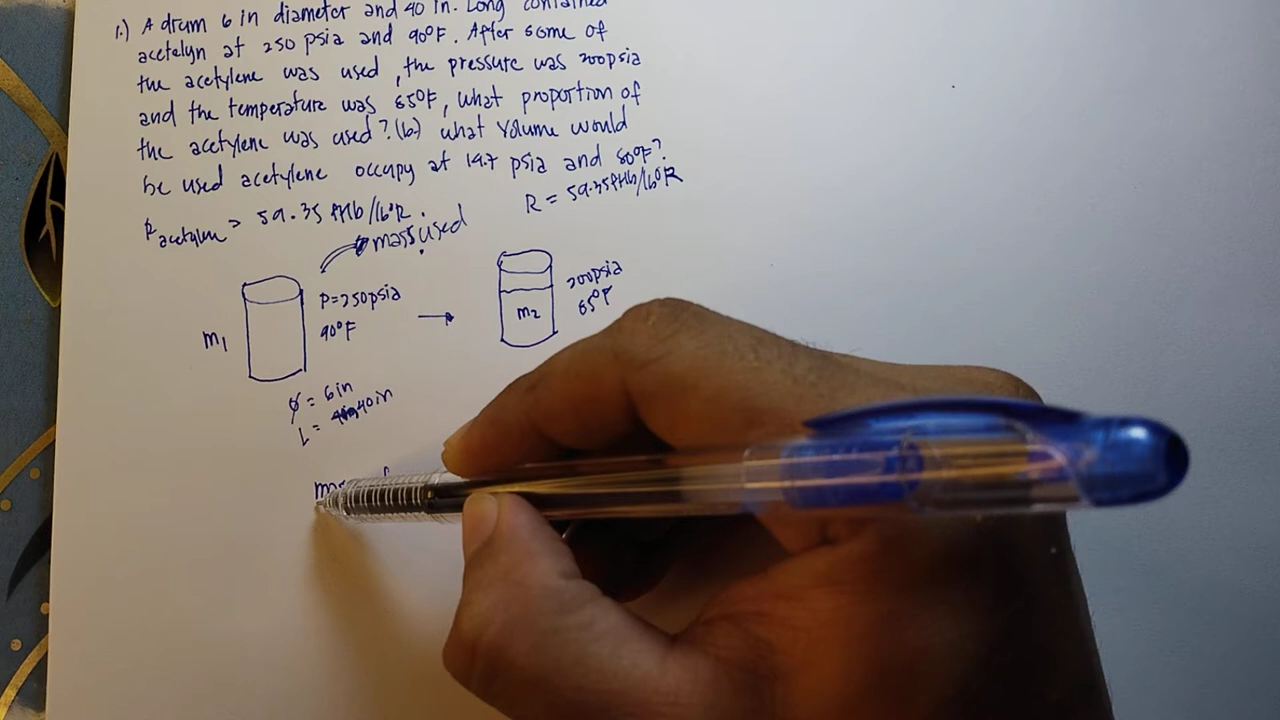 1.) A drum 6 in diameter and 40 in. Long contained
acetelyn at 250 psia and 90°F. After some of
the acetylene was used, the pressure was 200psia
and the temperature was 85°F, what proportion of
the acetylene was used? (b) what volume would
be used acetylene occupy at 14.7 psia and 80°F?
R acetylen = 59.35 ft lb/lb°R.
R = 59.35 ft lb/lb°R
mass used
m1
P=250psia
90°F
m2
200psia
85°F
ϕ = 6in
L = 40in